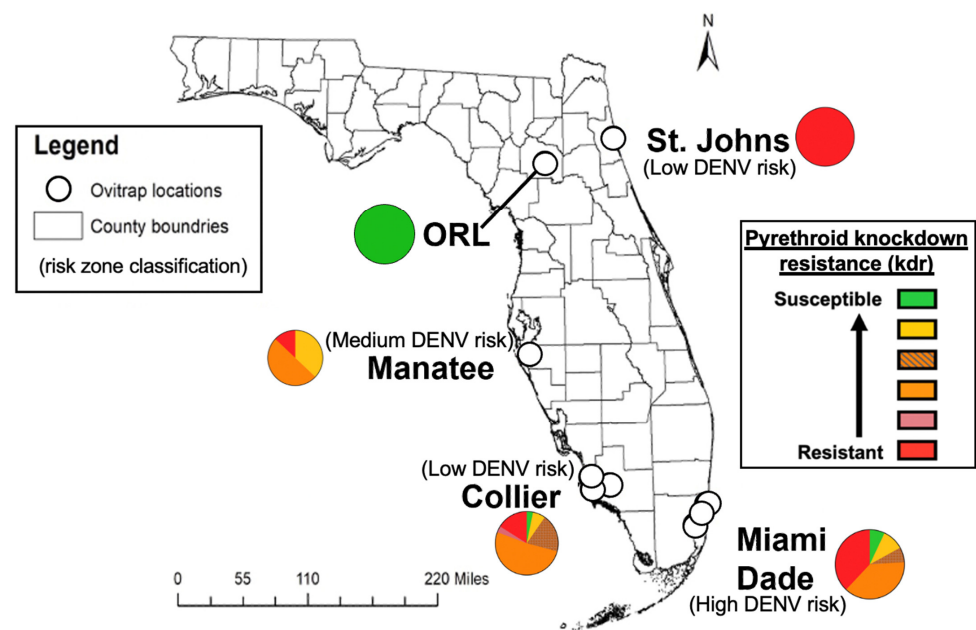 N
St. Johns
(Low DENV risk)
Legend
Ovitrap locations
County boundries
(risk zone classification)
ORL
Pyrethroid knockdown
resistance (kdr)
Susceptible
Resistant
(Medium DENV risk)
Manatee
(Low DENV risk)
Collier
Miami
Dade
(High DENV risk)
0 55 110 220 Miles